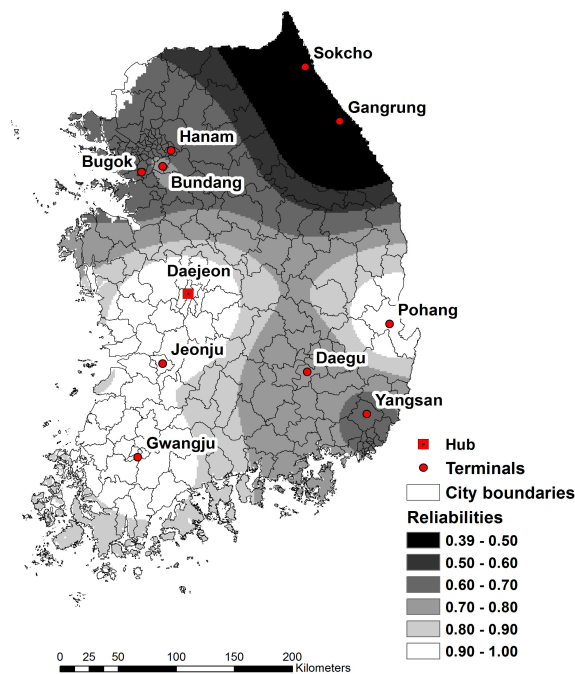 Sokcho
Gangrung
Hanam
Bugok
Bundang
Daejeon
Pohang
Jeonju
Daegu
Yangsan
Gwangju
Hub
Terminals
City boundaries
Reliabilities
0.39 - 0.50
0.50 - 0.60
0.60 - 0.70
0.70 - 0.80
0.80 - 0.90
0.90 - 1.00
0 25 50 100 150 200
Kilometers